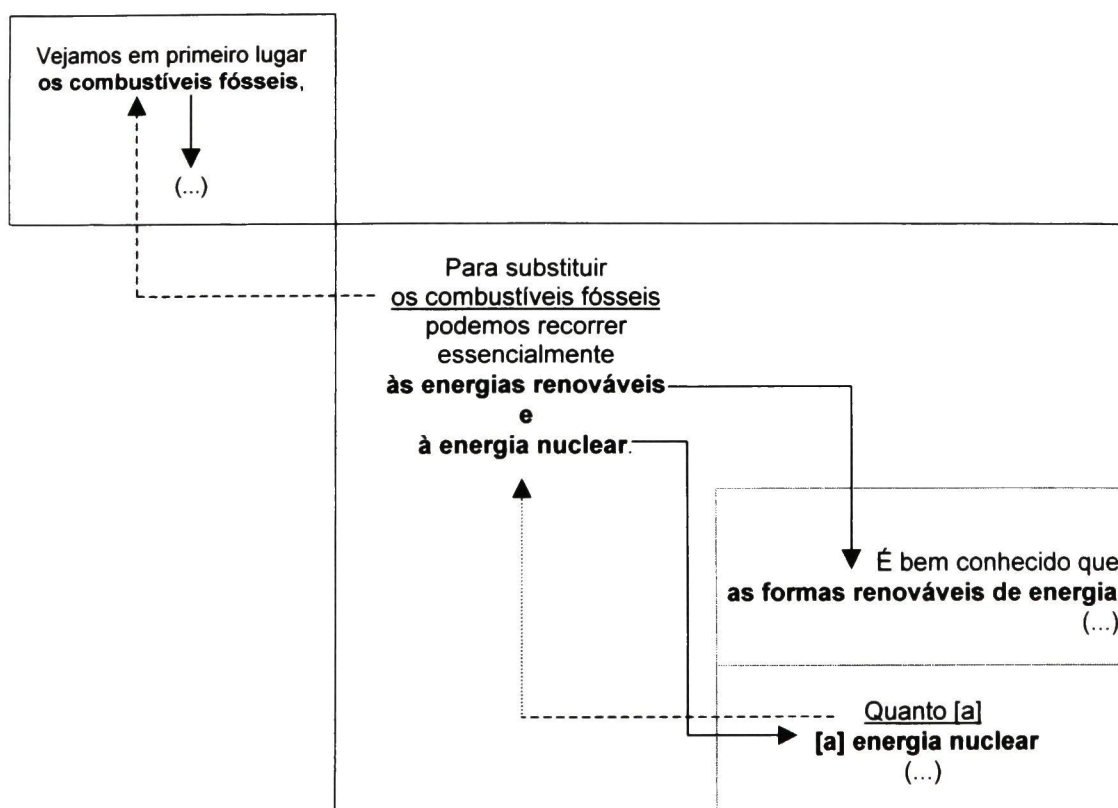 Vejamos em primeiro lugar
os combustíveis fósseis,
(...)
Para substituir
os combustíveis fósseis
podemos recorrer
essencialmente
às energias renováveis
e
à energia nuclear.
É bem conhecido que
as formas renováveis de energia
(...)
Quanto [a]
[a] energia nuclear
(...)